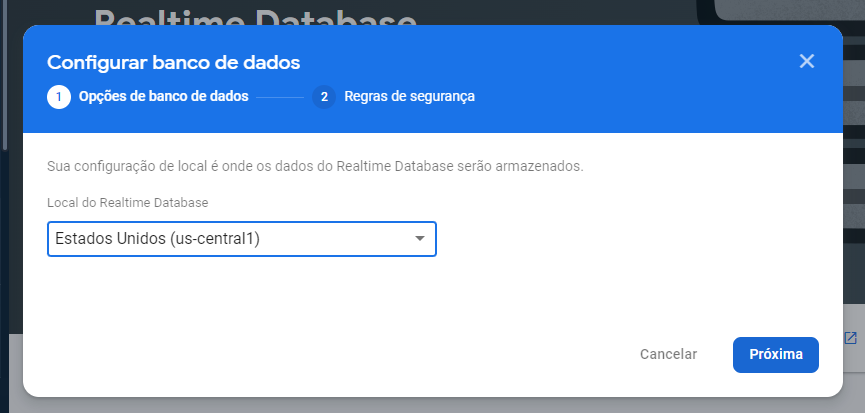 Realtime Database
Configurar banco de dados
1 Opções de banco de dados 2 Regras de segurança
Sua configuração de local é onde os dados do Realtime Database serão armazenados.
Local do Realtime Database
Estados Unidos (us-central1)
Cancelar Próxima